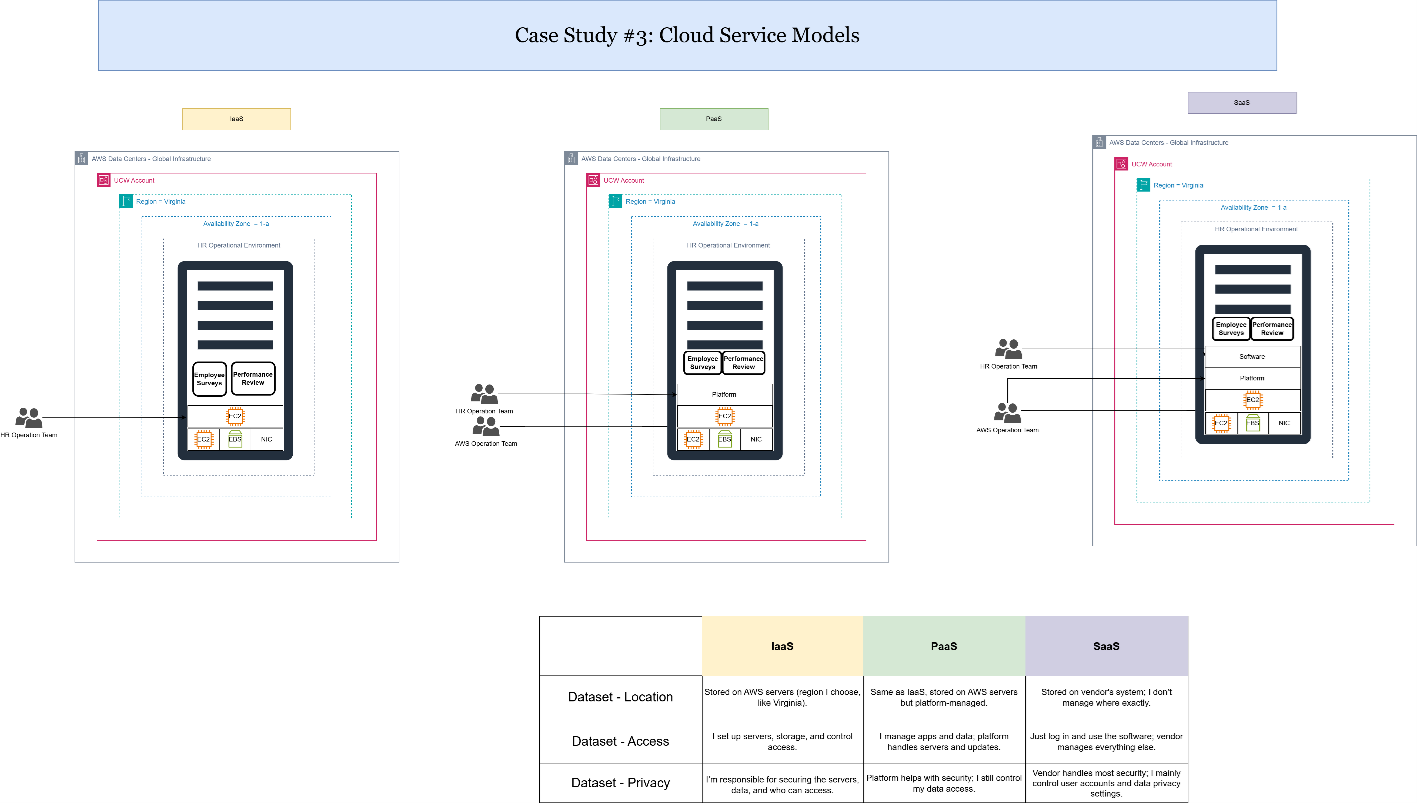 Case Study #3: Cloud Service Models
IaaS
AWS Data Centers - Global Infrastructure
UCW Account
Region = Virginia
Availability Zone = 1-a
HR Operational Environment
Employee
Surveys
Performance
Review
EC2
EC2
EBS
NIC
HR Operation Team
PaaS
AWS Data Centers - Global Infrastructure
UCW Account
Region = Virginia
Availability Zone = 1-a
HR Operational Environment
Employee
Surveys
Performance
Review
Platform
EC2
EC2
EBS
NIC
HR Operation Team
AWS Operation Team
SaaS
AWS Data Centers - Global Infrastructure
UCW Account
Region = Virginia
Availability Zone = 1-a
HR Operational Environment
Employee
Surveys
Performance
Review
Software
Platform
EC2
EC2
EBS
NIC
HR Operation Team
AWS Operation Team
IaaS
PaaS
SaaS
Dataset - Location
Stored on AWS servers (region I choose,
like Virginia).
Same as IaaS, stored on AWS servers
but platform-managed.
Stored on vendor's system; I don't
manage where exactly.
Dataset - Access
I set up servers, storage, and control
access.
I manage apps and data; platform
handles servers and updates.
Just log in and use the software; vendor
manages everything else.
Dataset - Privacy
I'm responsible for securing the servers,
data, and who can access.
Platform helps with security; I still control
my data access.
Vendor handles most security; I mainly
control user accounts and data privacy
settings.